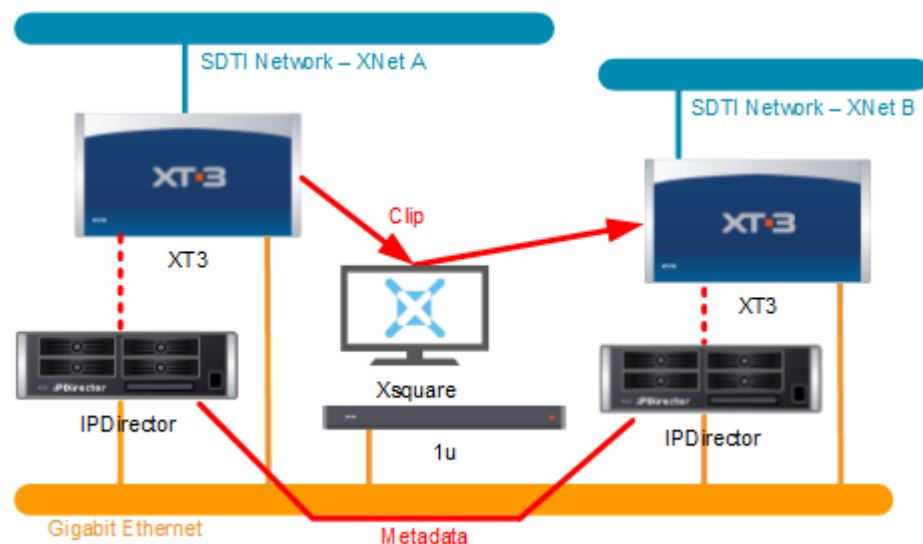 SDTI Network – XNet A
SDTI Network – XNet B
XT3
XT3
Clip
XT3
XT3
Xsquare
iPDirector
iPDirector
IPDirector
IPDirector
1u
Gigabit Ethernet
Metadata